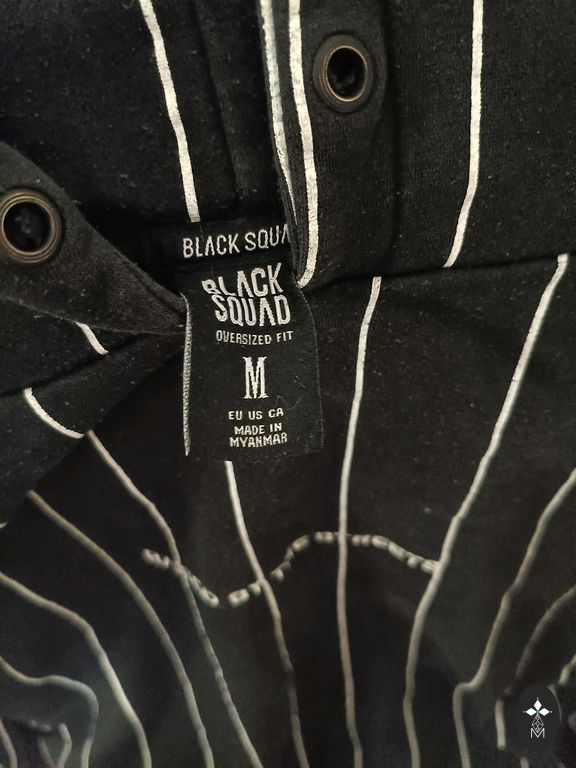 BLACK SQUA
BLACK
SQUAD
OVERSIZED FIT
M
EU US CA
MADE IN
MYANMAR